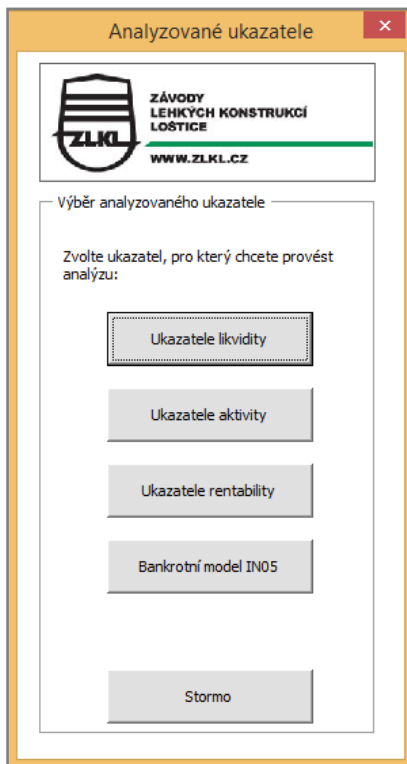 Analyzované ukazatele
ZÁVODY
LEHKÝCH KONSTRUKCÍ
LOŠTICE
ZLKL
WWW.ZLKL.CZ
Výběr analyzovaného ukazatele
Zvolte ukazatel, pro který chcete provést
analýzu:
Ukazatele likvidity
Ukazatele aktivity
Ukazatele rentability
Bankrotní model IN05
Stormo